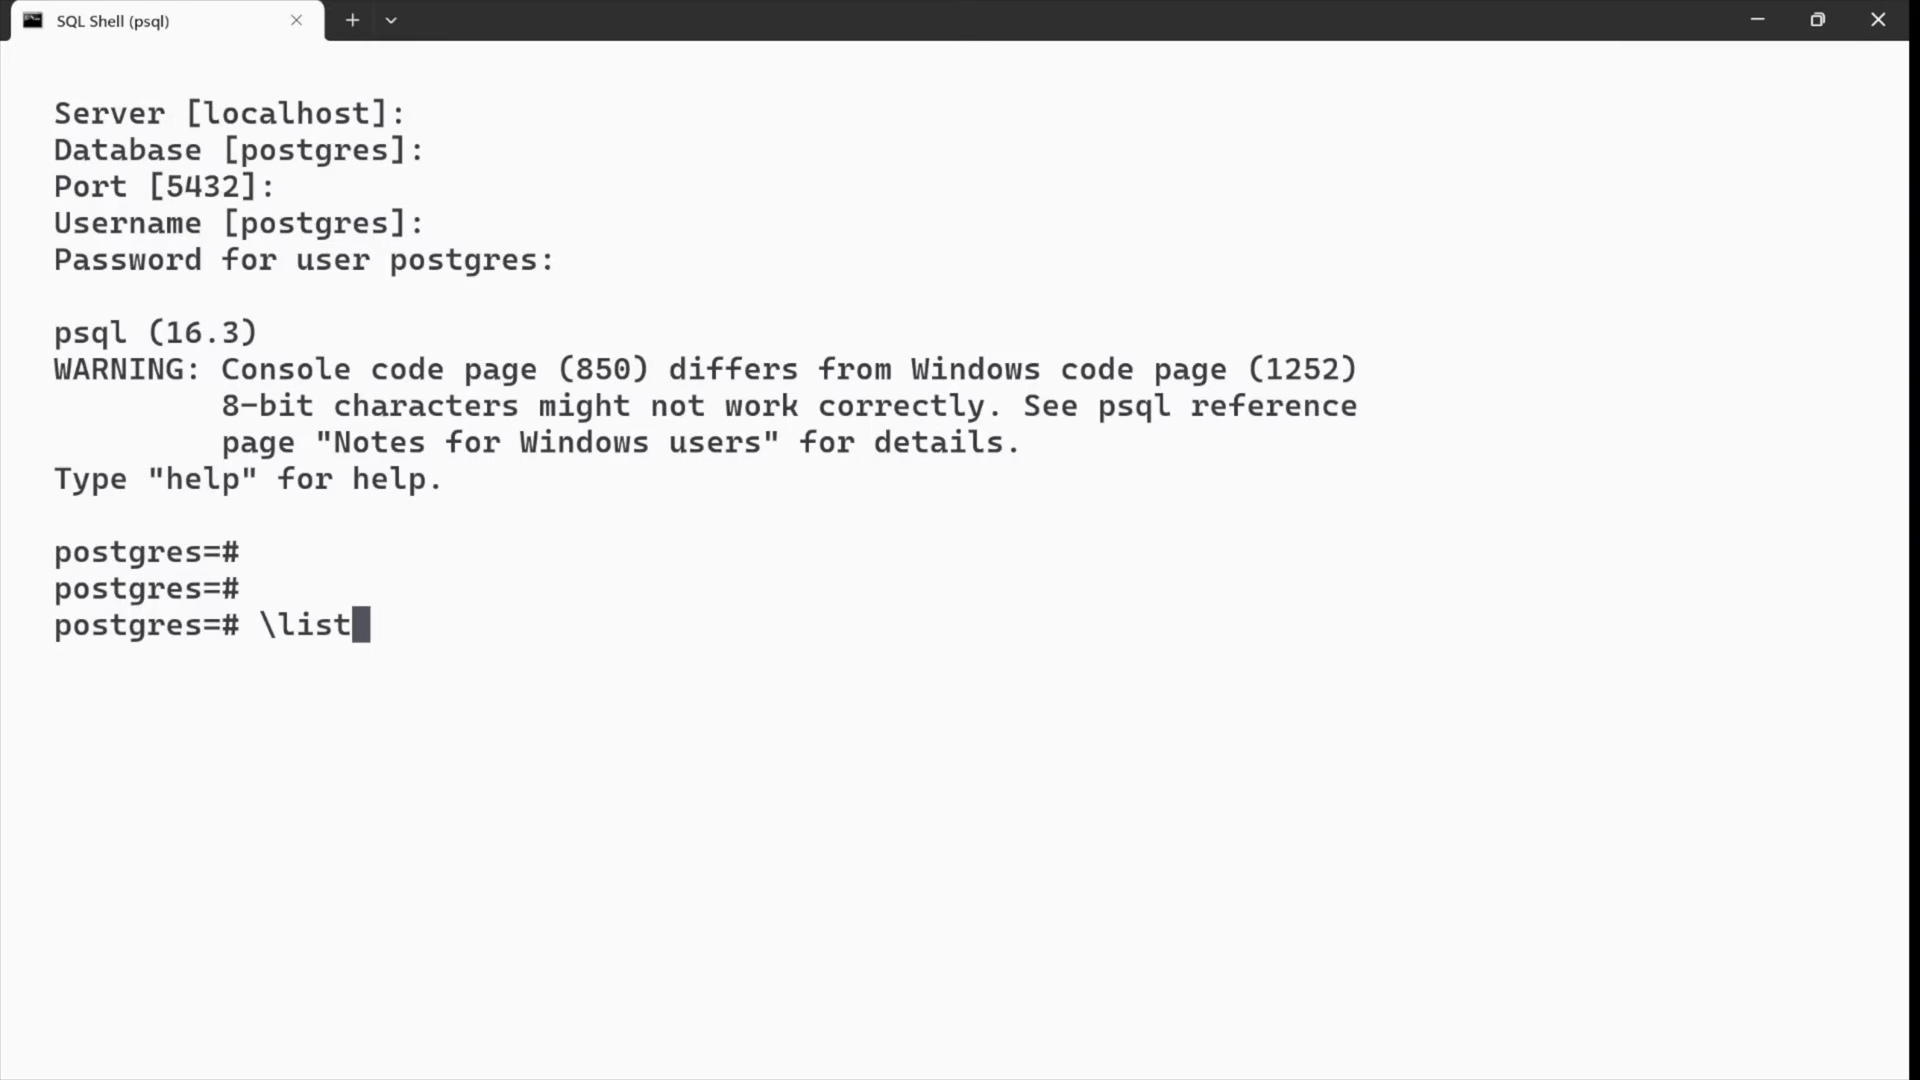 SQL Shell (psql)
Server [localhost]:
Database [postgres]:
Port [5432]:
Username [postgres]:
Password for user postgres:
psql (16.3)
WARNING: Console code page (850) differs from Windows code page (1252)
8-bit characters might not work correctly. See psql reference
page "Notes for Windows users" for details.
Type "help" for help.
postgres=#
postgres=#
postgres=# \list